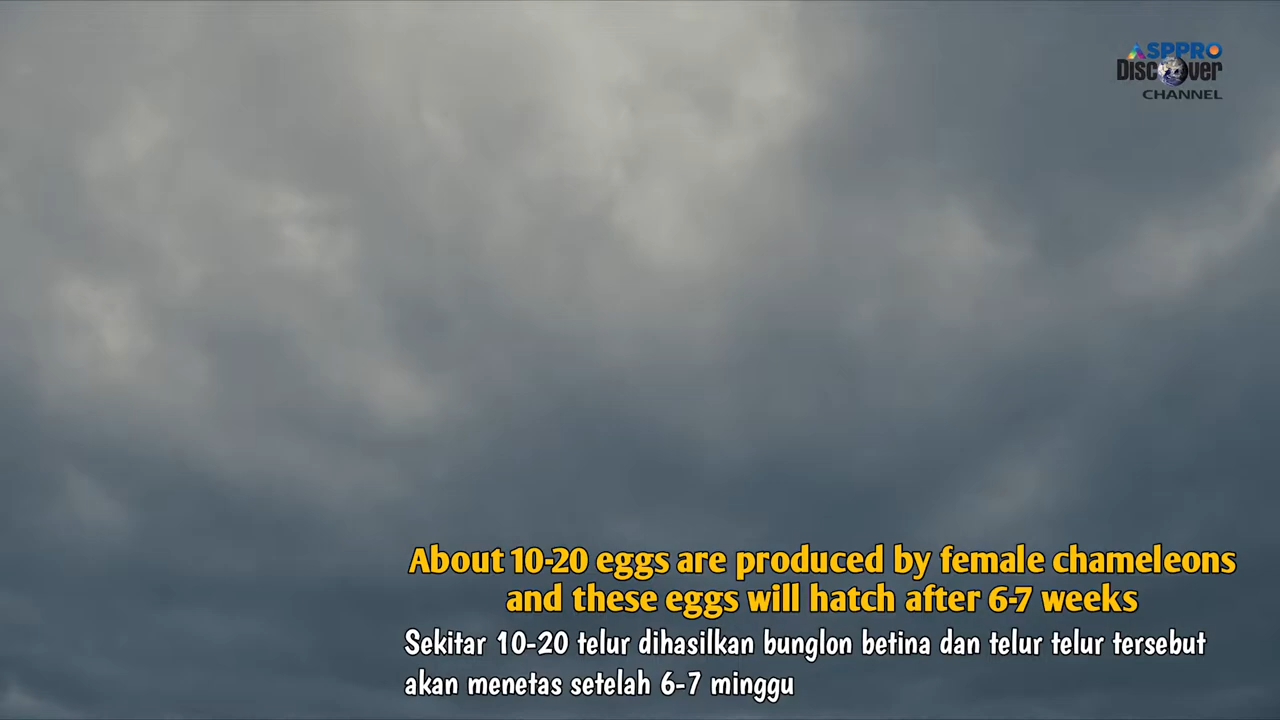 ASPPRO
Discover
CHANNEL
About 10-20 eggs are produced by female chameleons
and these eggs will hatch after 6-7 weeks
Sekitar 10-20 telur dihasilkan bunglon betina dan telur telur tersebut
akan menetas setelah 6-7 minggu